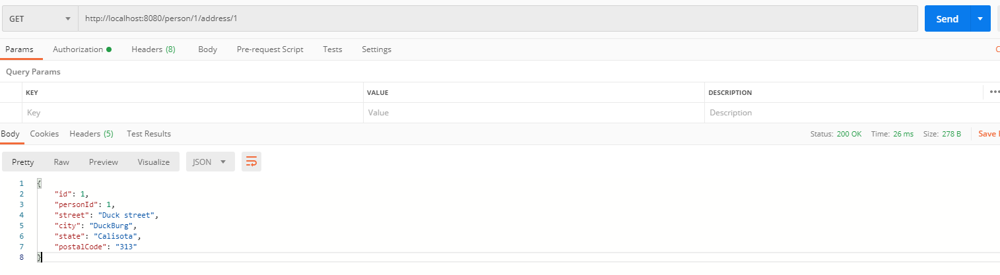 GET http://localhost:8080/person/1/address/1 Send
Params Authorization Headers (8) Body Pre-request Script Tests Settings
Query Params
KEY VALUE DESCRIPTION
Key Value Description
Body Cookies Headers (5) Test Results Status: 200 OK Time: 26 ms Size: 278 B Save
Pretty Raw Preview Visualize JSON
1 {
2 "id": 1,
3 "personId": 1,
4 "street": "Duck street",
5 "city": "DuckBurg",
6 "state": "Calisota",
7 "postalCode": "313"
8 }